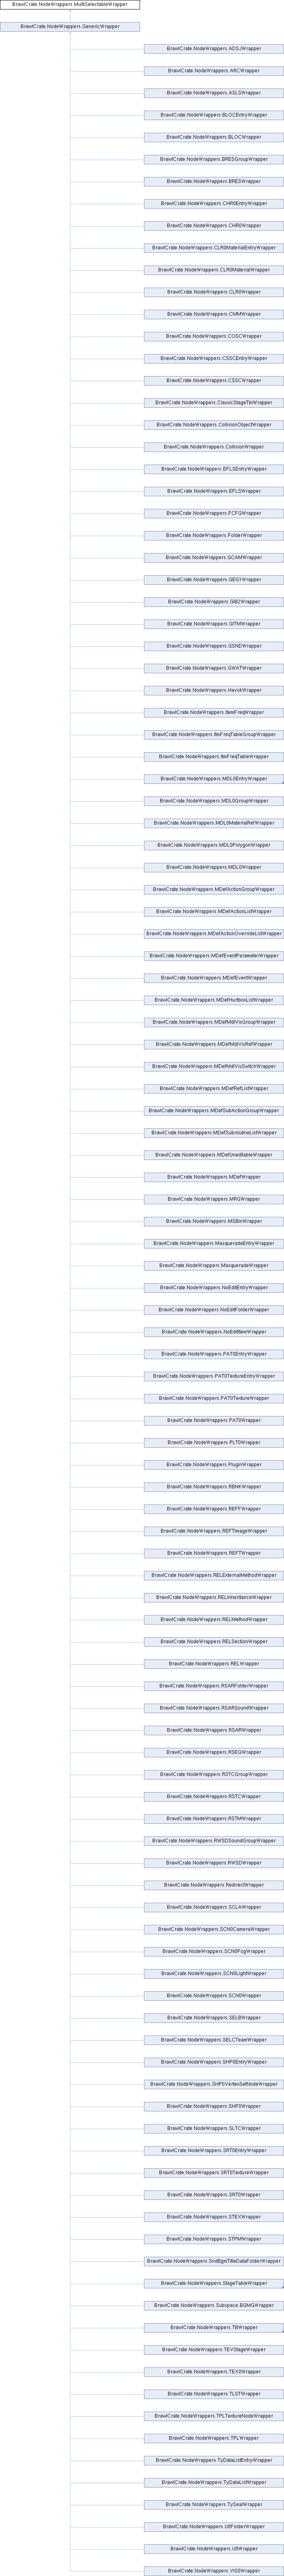 BrawlCrate.NodeWrappers.MultiSelectableWrapper
BrawlCrate.NodeWrappers.GenericWrapper
BrawlCrate.NodeWrappers.ADSJWrapper
BrawlCrate.NodeWrappers.ARCWrapper
BrawlCrate.NodeWrappers.ASLSWrapper
BrawlCrate.NodeWrappers.BLOCEntryWrapper
BrawlCrate.NodeWrappers.BLOCWrapper
BrawlCrate.NodeWrappers.BRESGroupWrapper
BrawlCrate.NodeWrappers.BRESWrapper
BrawlCrate.NodeWrappers.CHR0EntryWrapper
BrawlCrate.NodeWrappers.CHR0Wrapper
BrawlCrate.NodeWrappers.CLR0MaterialEntryWrapper
BrawlCrate.NodeWrappers.CLR0MaterialWrapper
BrawlCrate.NodeWrappers.CLR0Wrapper
BrawlCrate.NodeWrappers.CMMWrapper
BrawlCrate.NodeWrappers.COSCWrapper
BrawlCrate.NodeWrappers.CSSCEntryWrapper
BrawlCrate.NodeWrappers.CSSCWrapper
BrawlCrate.NodeWrappers.ClassicStageTblWrapper
BrawlCrate.NodeWrappers.CollisionObjectWrapper
BrawlCrate.NodeWrappers.CollisionWrapper
BrawlCrate.NodeWrappers.EFLSEntryWrapper
BrawlCrate.NodeWrappers.EFLSWrapper
BrawlCrate.NodeWrappers.FCFGWrapper
BrawlCrate.NodeWrappers.FolderWrapper
BrawlCrate.NodeWrappers.GCAMWrapper
BrawlCrate.NodeWrappers.GEG1Wrapper
BrawlCrate.NodeWrappers.GIB2Wrapper
BrawlCrate.NodeWrappers.GITMWrapper
BrawlCrate.NodeWrappers.GSNDWrapper
BrawlCrate.NodeWrappers.GWATWrapper
BrawlCrate.NodeWrappers.HavokWrapper
BrawlCrate.NodeWrappers.ItemFreqWrapper
BrawlCrate.NodeWrappers.ItmFreqTableGroupWrapper
BrawlCrate.NodeWrappers.ItmFreqTableWrapper
BrawlCrate.NodeWrappers.MDL0EntryWrapper
BrawlCrate.NodeWrappers.MDL0GroupWrapper
BrawlCrate.NodeWrappers.MDL0MaterialRefWrapper
BrawlCrate.NodeWrappers.MDL0PolygonWrapper
BrawlCrate.NodeWrappers.MDL0Wrapper
BrawlCrate.NodeWrappers.MDefActionGroupWrapper
BrawlCrate.NodeWrappers.MDefActionListWrapper
BrawlCrate.NodeWrappers.MDefActionOverrideListWrapper
BrawlCrate.NodeWrappers.MDefEventParameterWrapper
BrawlCrate.NodeWrappers.MDefEventWrapper
BrawlCrate.NodeWrappers.MDefHurtboxListWrapper
BrawlCrate.NodeWrappers.MDefMdlVisGroupWrapper
BrawlCrate.NodeWrappers.MDefMdlVisRefWrapper
BrawlCrate.NodeWrappers.MDefMdlVisSwitchWrapper
BrawlCrate.NodeWrappers.MDefRefListWrapper
BrawlCrate.NodeWrappers.MDefSubActionGroupWrapper
BrawlCrate.NodeWrappers.MDefSubroutineListWrapper
BrawlCrate.NodeWrappers.MDefUneditableWrapper
BrawlCrate.NodeWrappers.MDefWrapper
BrawlCrate.NodeWrappers.MRGWrapper
BrawlCrate.NodeWrappers.MSBinWrapper
BrawlCrate.NodeWrappers.MasqueradeEntryWrapper
BrawlCrate.NodeWrappers.MasqueradeWrapper
BrawlCrate.NodeWrappers.NoEditEntryWrapper
BrawlCrate.NodeWrappers.NoEditFolderWrapper
BrawlCrate.NodeWrappers.NoEditItemWrapper
BrawlCrate.NodeWrappers.PAT0EntryWrapper
BrawlCrate.NodeWrappers.PAT0TextureEntryWrapper
BrawlCrate.NodeWrappers.PAT0TextureWrapper
BrawlCrate.NodeWrappers.PAT0Wrapper
BrawlCrate.NodeWrappers.PLT0Wrapper
BrawlCrate.NodeWrappers.PluginWrapper
BrawlCrate.NodeWrappers.RBNKWrapper
BrawlCrate.NodeWrappers.REFFWrapper
BrawlCrate.NodeWrappers.REFTImageWrapper
BrawlCrate.NodeWrappers.REFTWrapper
BrawlCrate.NodeWrappers.RELExternalMethodWrapper
BrawlCrate.NodeWrappers.RELInheritanceWrapper
BrawlCrate.NodeWrappers.RELMethodWrapper
BrawlCrate.NodeWrappers.RELSectionWrapper
BrawlCrate.NodeWrappers.RELWrapper
BrawlCrate.NodeWrappers.RSARFolderWrapper
BrawlCrate.NodeWrappers.RSARSoundWrapper
BrawlCrate.NodeWrappers.RSARWrapper
BrawlCrate.NodeWrappers.RSEQWrapper
BrawlCrate.NodeWrappers.RSTCGroupWrapper
BrawlCrate.NodeWrappers.RSTCWrapper
BrawlCrate.NodeWrappers.RSTMWrapper
BrawlCrate.NodeWrappers.RWSDSoundGroupWrapper
BrawlCrate.NodeWrappers.RWSDWrapper
BrawlCrate.NodeWrappers.RedirectWrapper
BrawlCrate.NodeWrappers.SCLAWrapper
BrawlCrate.NodeWrappers.SCN0CameraWrapper
BrawlCrate.NodeWrappers.SCN0FogWrapper
BrawlCrate.NodeWrappers.SCN0LightWrapper
BrawlCrate.NodeWrappers.SCN0Wrapper
BrawlCrate.NodeWrappers.SELBWrapper
BrawlCrate.NodeWrappers.SELCTeamWrapper
BrawlCrate.NodeWrappers.SHP0EntryWrapper
BrawlCrate.NodeWrappers.SHP0VertexSetNodeWrapper
BrawlCrate.NodeWrappers.SHP0Wrapper
BrawlCrate.NodeWrappers.SLTCWrapper
BrawlCrate.NodeWrappers.SRT0EntryWrapper
BrawlCrate.NodeWrappers.SRT0TextureWrapper
BrawlCrate.NodeWrappers.SRT0Wrapper
BrawlCrate.NodeWrappers.STEXWrapper
BrawlCrate.NodeWrappers.STPMWrapper
BrawlCrate.NodeWrappers.SndBgmTitleDataFolderWrapper
BrawlCrate.NodeWrappers.StageTableWrapper
BrawlCrate.NodeWrappers.Subspace.BGMGWrapper
BrawlCrate.NodeWrappers.TBWrapper
BrawlCrate.NodeWrappers.TEVStageWrapper
BrawlCrate.NodeWrappers.TEX0Wrapper
BrawlCrate.NodeWrappers.TLSTWrapper
BrawlCrate.NodeWrappers.TPLTextureNodeWrapper
BrawlCrate.NodeWrappers.TPLWrapper
BrawlCrate.NodeWrappers.TyDataListEntryWrapper
BrawlCrate.NodeWrappers.TyDataListWrapper
BrawlCrate.NodeWrappers.TySealWrapper
BrawlCrate.NodeWrappers.U8FolderWrapper
BrawlCrate.NodeWrappers.U8Wrapper
BrawlCrate.NodeWrappers.VIS0Wrapper